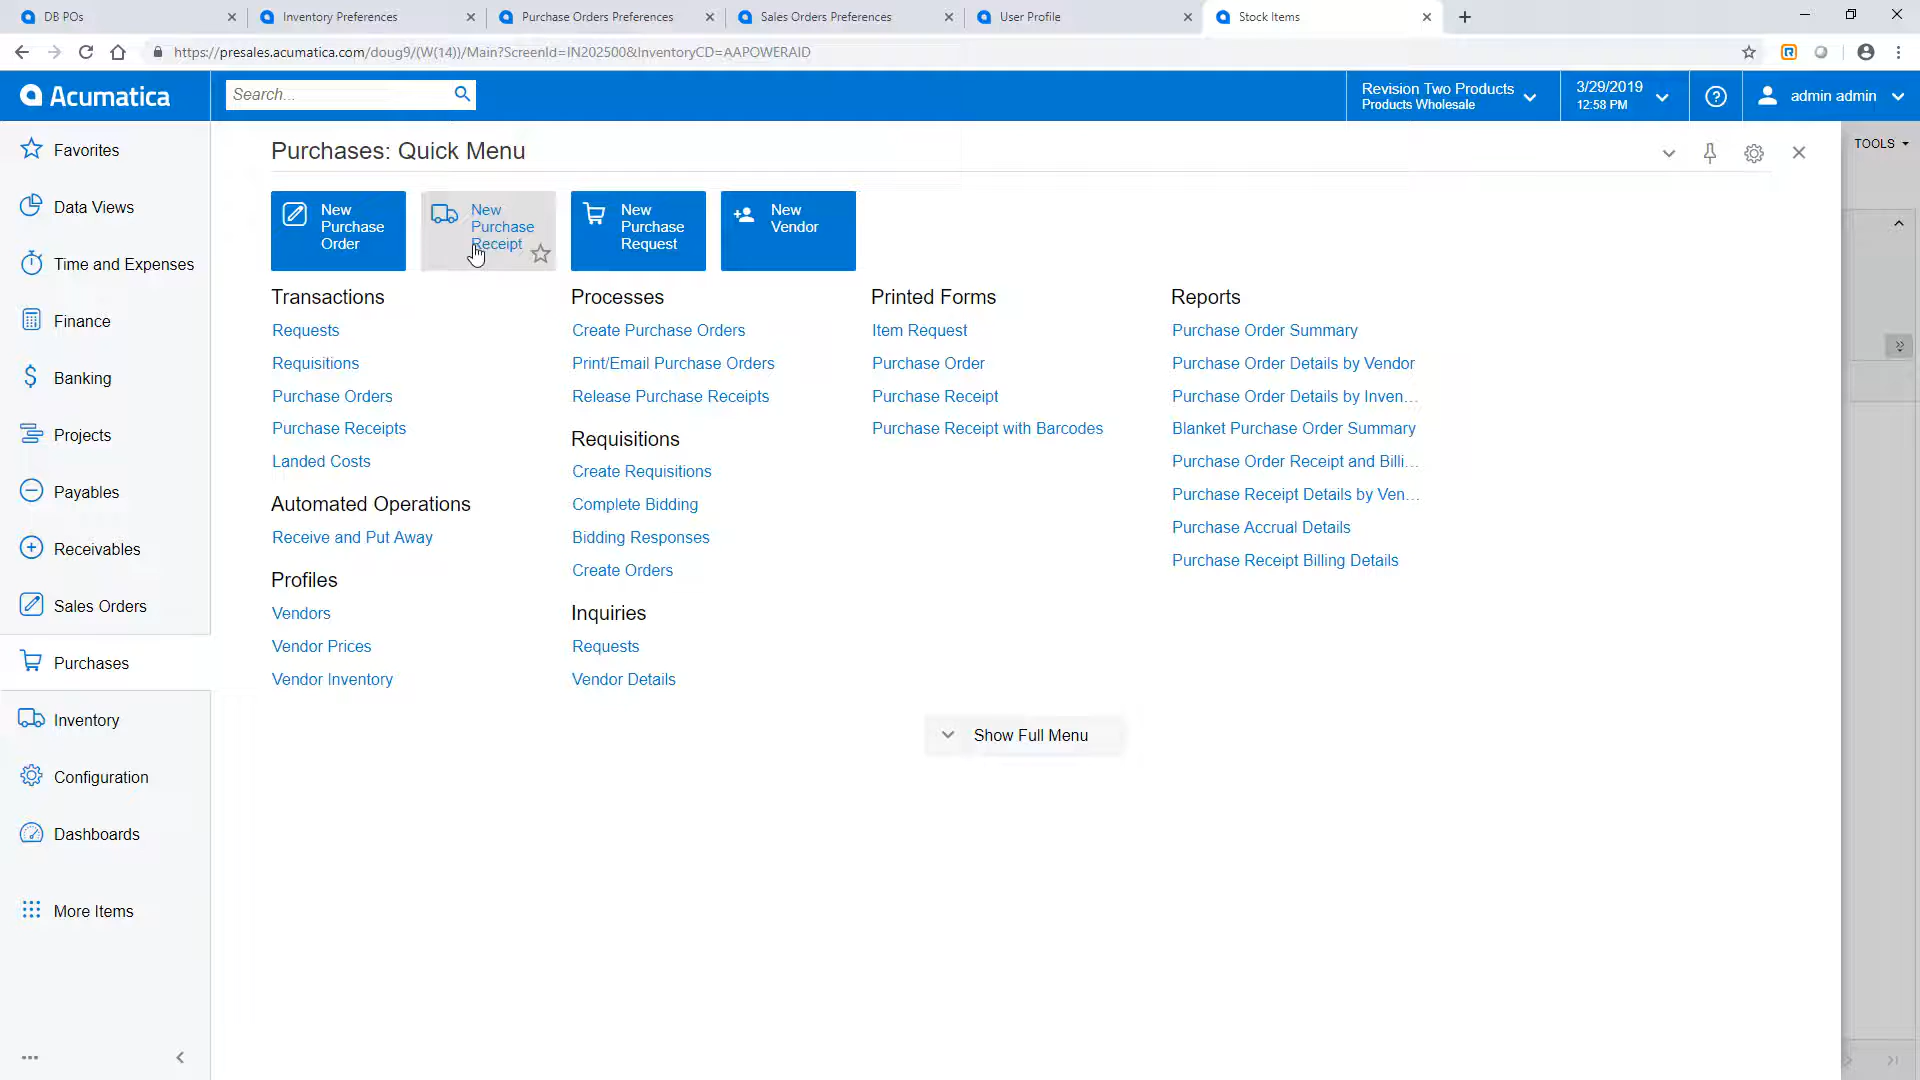 DB POs
Inventory Preferences
Purchase Orders Preferences
Sales Orders Preferences
User Profile
Stock Items
https://presales.acumatica.com/doug9/(W(14))/Main?ScreenId=IN202500&InventoryCD=AAPOWERAID
Acumatica
Search...
Revision Two Products
Products Wholesale
3/29/2019
12:58 PM
admin admin
Favorites
Data Views
Time and Expenses
Finance
Banking
Projects
Payables
Receivables
Sales Orders
Purchases
Inventory
Configuration
Dashboards
More Items
Purchases: Quick Menu
TOOLS
New
Purchase
Order
New
Purchase
Receipt
New
Purchase
Request
New
Vendor
Transactions
Requests
Requisitions
Purchase Orders
Purchase Receipts
Landed Costs
Automated Operations
Receive and Put Away
Profiles
Vendors
Vendor Prices
Vendor Inventory
Processes
Create Purchase Orders
Print/Email Purchase Orders
Release Purchase Receipts
Requisitions
Create Requisitions
Complete Bidding
Bidding Responses
Create Orders
Inquiries
Requests
Vendor Details
Printed Forms
Item Request
Purchase Order
Purchase Receipt
Purchase Receipt with Barcodes
Reports
Purchase Order Summary
Purchase Order Details by Vendor
Purchase Order Details by Inven...
Blanket Purchase Order Summary
Purchase Order Receipt and Billi...
Purchase Receipt Details by Ven...
Purchase Accrual Details
Purchase Receipt Billing Details
Show Full Menu